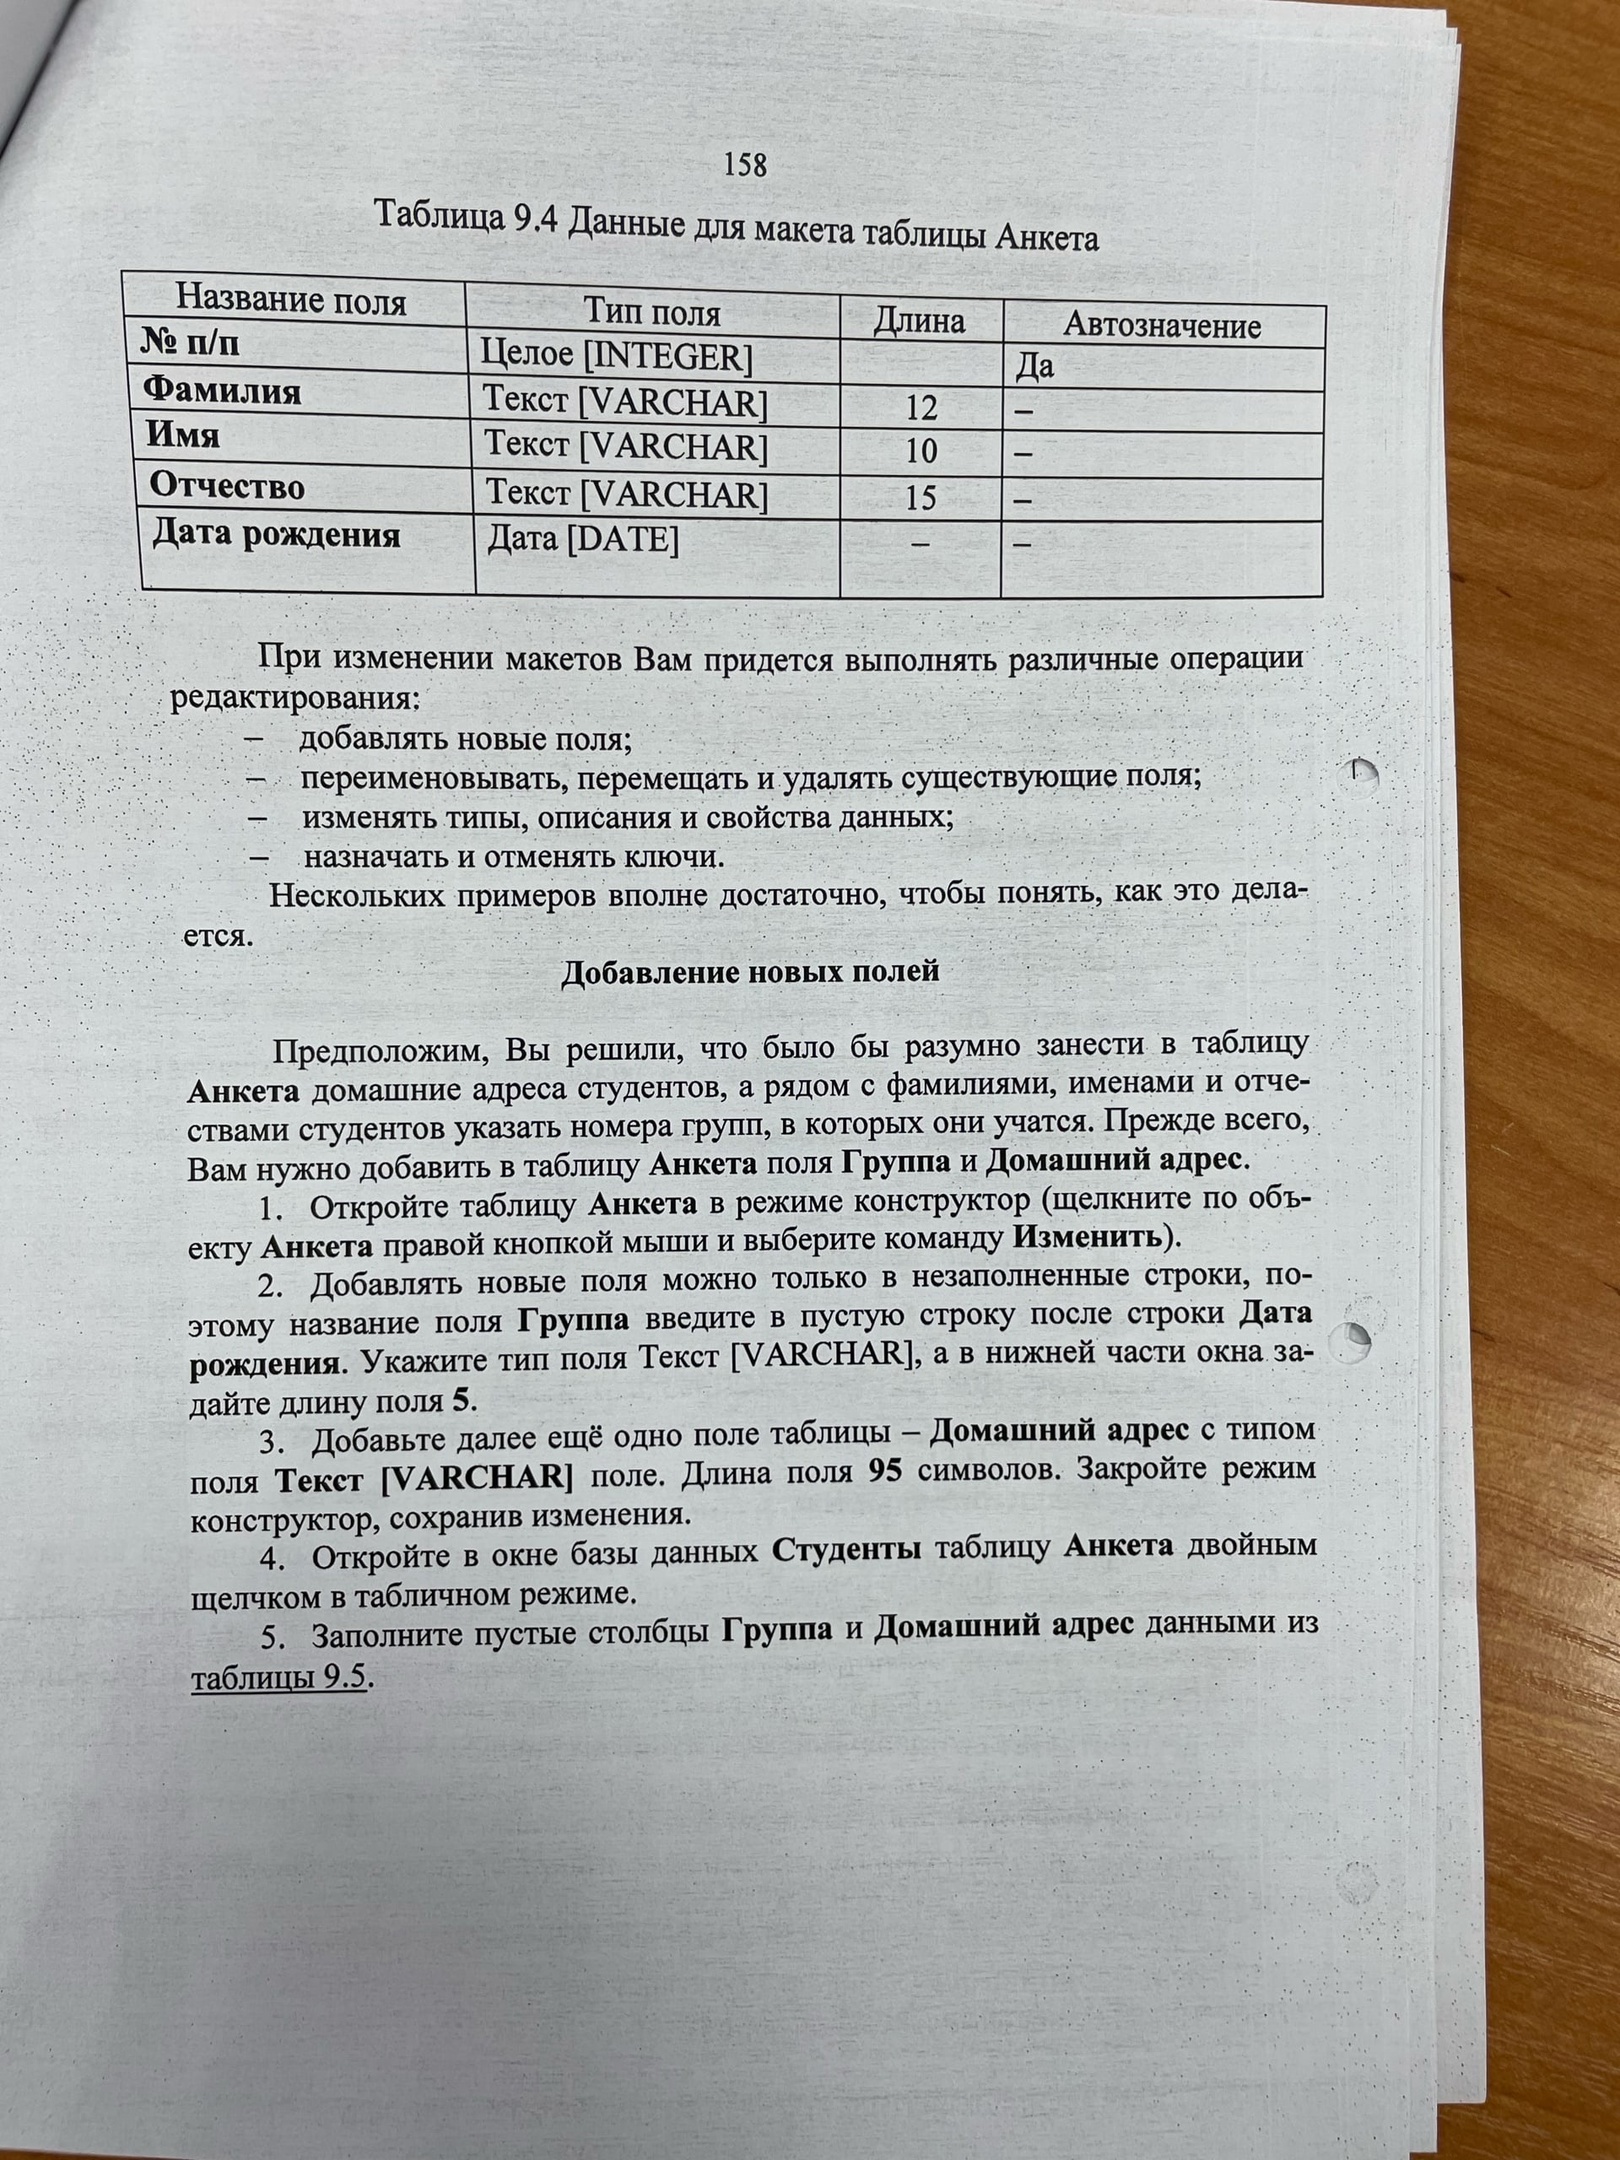 158
Таблица 9.4 Данные для макета таблицы Анкета
Название поля Тип поля Длина Автозначение
№ п/п Целое [INTEGER] Да
Фамилия Текст [VARCHAR] 12 –
Имя Текст [VARCHAR] 10 –
Отчество Текст [VARCHAR] 15 –
Дата рождения Дата [DATE] – –
При изменении макетов Вам придется выполнять различные операции
редактирования:
– добавлять новые поля;
– переименовывать, перемещать и удалять существующие поля;
– изменять типы, описания и свойства данных;
– назначать и отменять ключи.
Нескольких примеров вполне достаточно, чтобы понять, как это дела-
ется.
Добавление новых полей
Предположим, Вы решили, что было бы разумно занести в таблицу
Анкета домашние адреса студентов, а рядом с фамилиями, именами и отче-
ствами студентов указать номера групп, в которых они учатся. Прежде всего,
Вам нужно добавить в таблицу Анкета поля Группа и Домашний адрес.
1. Откройте таблицу Анкета в режиме конструктор (щелкните по объ-
екту Анкета правой кнопкой мыши и выберите команду Изменить).
2. Добавлять новые поля можно только в незаполненные строки, по-
этому название поля Группа введите в пустую строку после строки Дата
рождения. Укажите тип поля Текст [VARCHAR], а в нижней части окна за-
дайте длину поля 5.
3. Добавьте далее ещё одно поле таблицы – Домашний адрес с типом
поля Текст [VARCHAR] поле. Длина поля 95 символов. Закройте режим
конструктор, сохранив изменения.
4. Откройте в окне базы данных Студенты таблицу Анкета двойным
щелчком в табличном режиме.
5. Заполните пустые столбцы Группа и Домашний адрес данными из
таблицы 9.5.